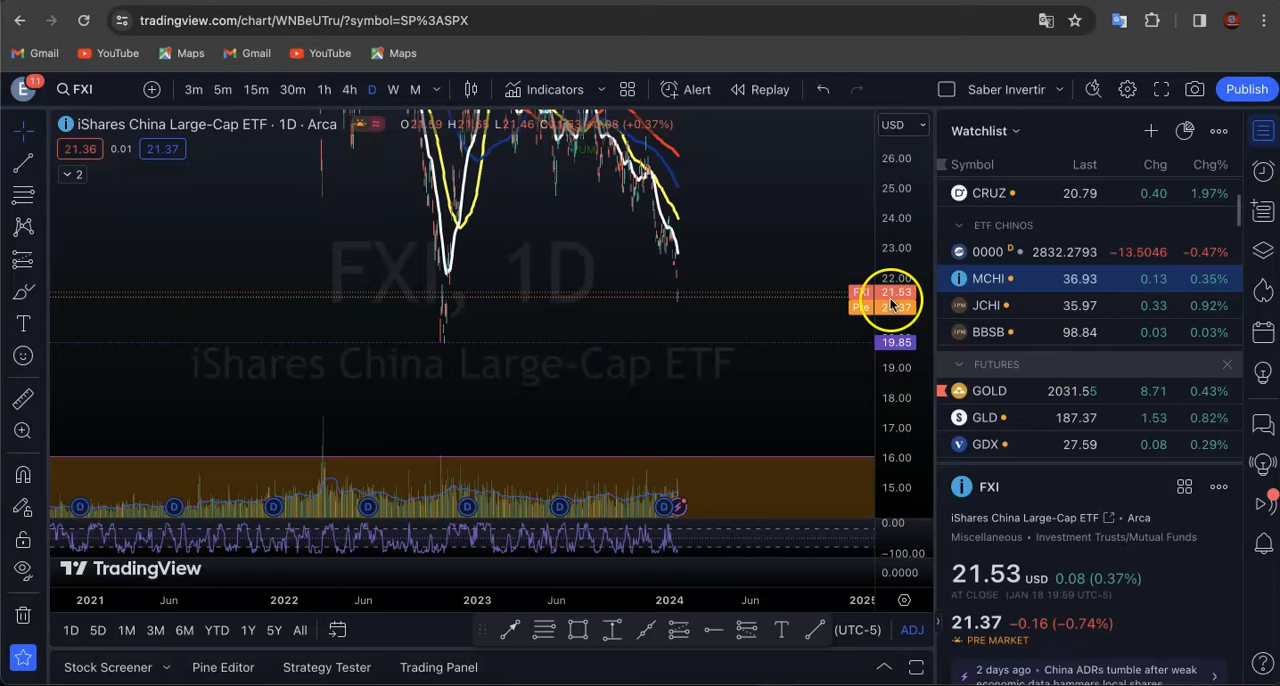 tradingview.com/chart/WNBeUTru/?symbol=SP%3ASPX
Gmail YouTube Maps Gmail YouTube Maps
E 11 FXI 3m 5m 15m 30m 1h 4h D W M Indicators Alert Replay Saber Invertir Publish
iShares China Large-Cap ETF · 1D · Arca
21.36 0.01 21.37
2
USD
26.00
25.00
24.00
23.00
22.00
FXI 21.53
Pre
19.85
19.00
18.00
17.00
16.00
15.00
0.00
-100.00
0.0000
FXI, 1D
iShares China Large-Cap ETF
D D D D D D D
TradingView
2021 Jun 2022 Jun 2023 Jun 2024 Jun 2025
1D 5D 1M 3M 6M YTD 1Y 5Y All (UTC-5) ADJ
Stock Screener Pine Editor Strategy Tester Trading Panel
Watchlist
Symbol Last Chg Chg%
CRUZ 20.79 0.40 1.97%
ETF CHINOS
0000 D 2832.2793 −13.5046 −0.47%
MCHI 36.93 0.13 0.35%
JCHI 35.97 0.33 0.92%
BBSB 98.84 0.03 0.03%
FUTURES
GOLD 2031.55 8.71 0.43%
GLD 187.37 1.53 0.82%
GDX 27.59 0.08 0.29%
FXI
iShares China Large-Cap ETF • Arca
Miscellaneous • Investment Trusts/Mutual Funds
21.53 USD 0.08 (0.37%)
AT CLOSE (JAN 18 19:59 UTC-5)
21.37 −0.16 (−0.74%)
PRE MARKET
2 days ago • China ADRs tumble after weak
economic data hammers local shares